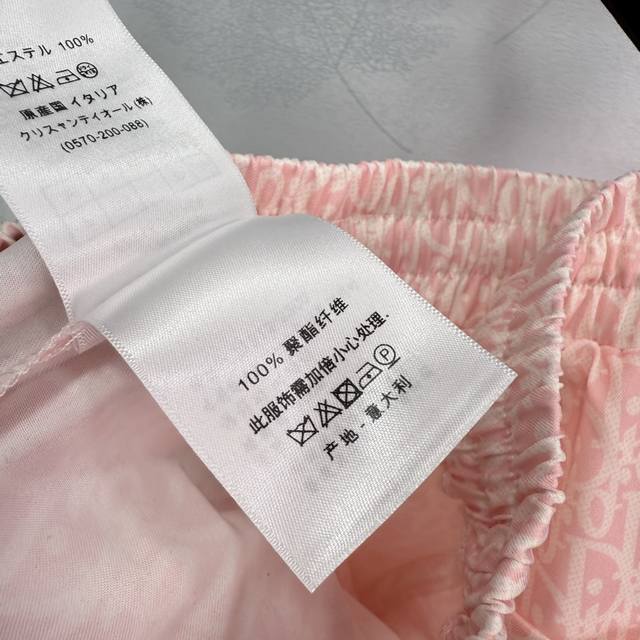 エステル 100%
原産国 イタリア
クリスャンディオール(株)
(0570-200-088)
100% 聚酯纤维
此服饰需加倍小心处理.
P
产地 - 意大利